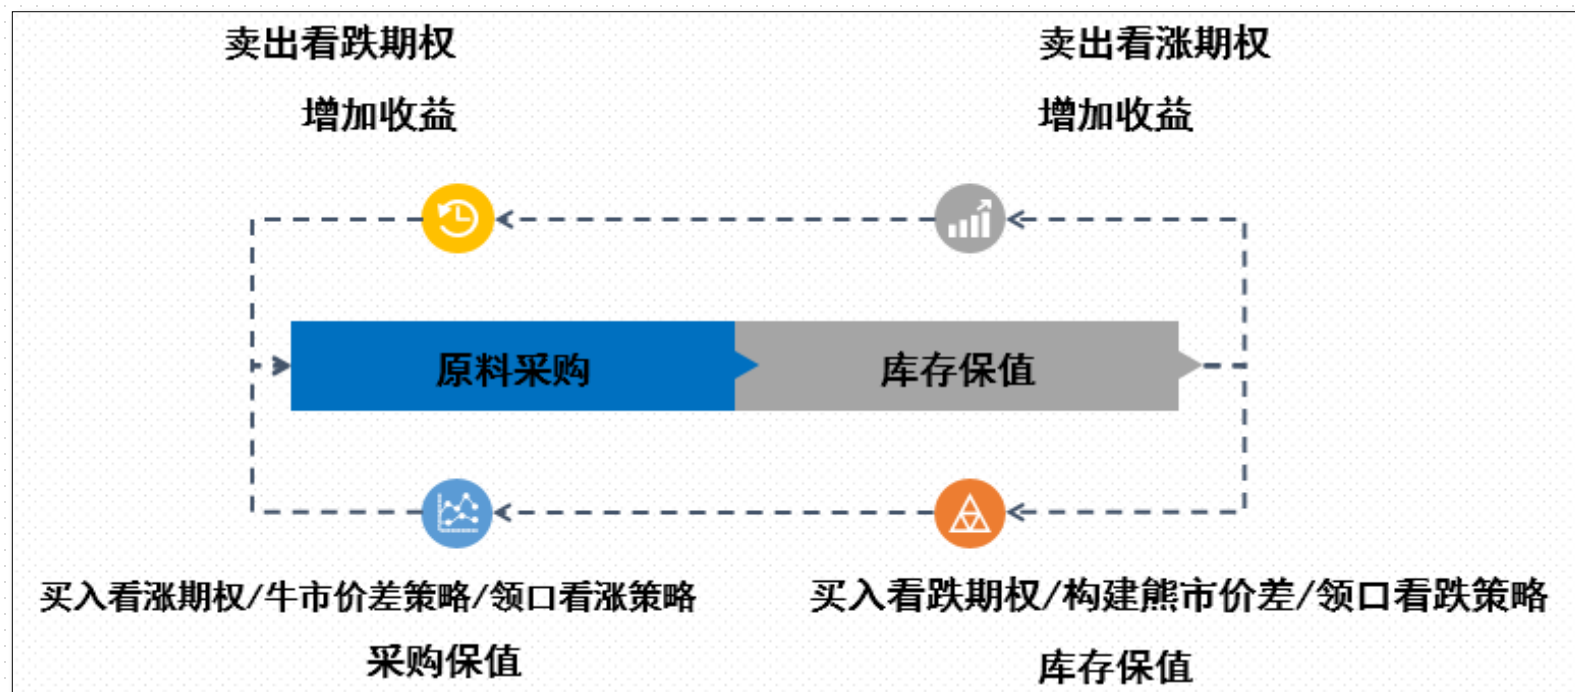 卖出看跌期权
增加收益
卖出看涨期权
增加收益
原料采购
库存保值
买入看涨期权/牛市价差策略/领口看涨策略
采购保值
买入看跌期权/构建熊市价差/领口看跌策略
库存保值